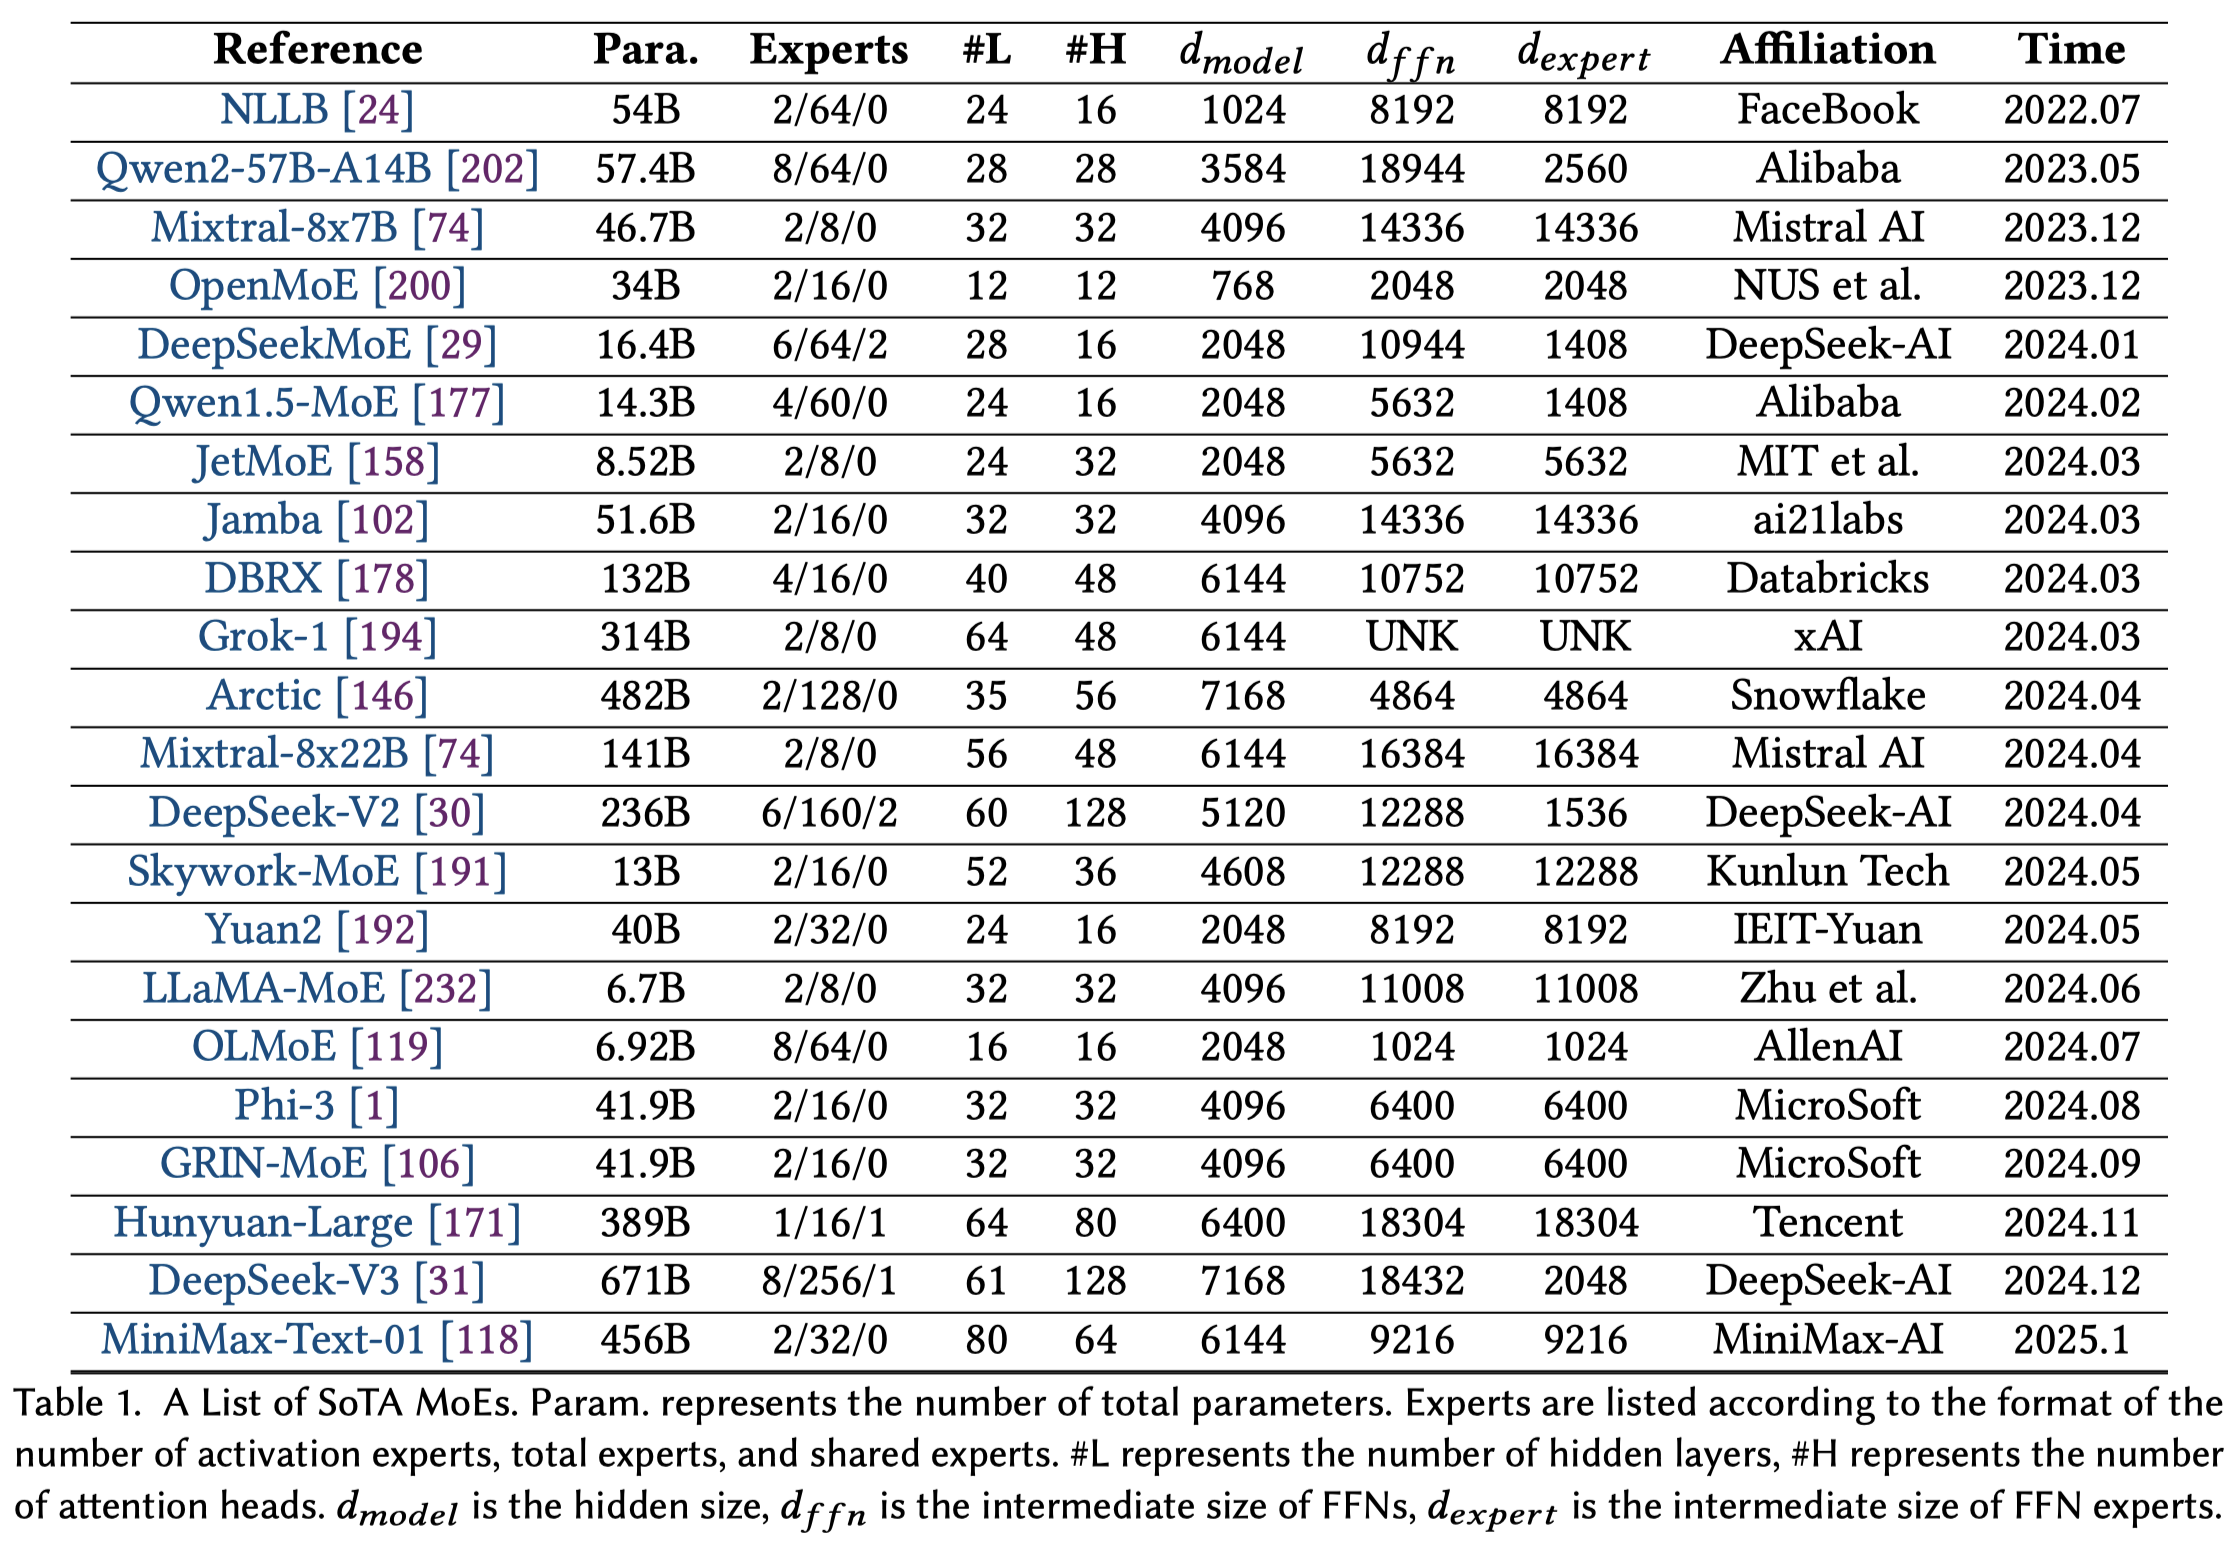 Reference Para. Experts #L #H d_model d_ffn d_expert Affiliation Time
NLLB [24] 54B 2/64/0 24 16 1024 8192 8192 FaceBook 2022.07
Qwen2-57B-A14B [202] 57.4B 8/64/0 28 28 3584 18944 2560 Alibaba 2023.05
Mixtral-8x7B [74] 46.7B 2/8/0 32 32 4096 14336 14336 Mistral AI 2023.12
OpenMoE [200] 34B 2/16/0 12 12 768 2048 2048 NUS et al. 2023.12
DeepSeekMoE [29] 16.4B 6/64/2 28 16 2048 10944 1408 DeepSeek-AI 2024.01
Qwen1.5-MoE [177] 14.3B 4/60/0 24 16 2048 5632 1408 Alibaba 2024.02
JetMoE [158] 8.52B 2/8/0 24 32 2048 5632 5632 MIT et al. 2024.03
Jamba [102] 51.6B 2/16/0 32 32 4096 14336 14336 ai21labs 2024.03
DBRX [178] 132B 4/16/0 40 48 6144 10752 10752 Databricks 2024.03
Grok-1 [194] 314B 2/8/0 64 48 6144 UNK UNK xAI 2024.03
Arctic [146] 482B 2/128/0 35 56 7168 4864 4864 Snowflake 2024.04
Mixtral-8x22B [74] 141B 2/8/0 56 48 6144 16384 16384 Mistral AI 2024.04
DeepSeek-V2 [30] 236B 6/160/2 60 128 5120 12288 1536 DeepSeek-AI 2024.04
Skywork-MoE [191] 13B 2/16/0 52 36 4608 12288 12288 Kunlun Tech 2024.05
Yuan2 [192] 40B 2/32/0 24 16 2048 8192 8192 IEIT-Yuan 2024.05
LLaMA-MoE [232] 6.7B 2/8/0 32 32 4096 11008 11008 Zhu et al. 2024.06
OLMoE [119] 6.92B 8/64/0 16 16 2048 1024 1024 AllenAI 2024.07
Phi-3 [1] 41.9B 2/16/0 32 32 4096 6400 6400 MicroSoft 2024.08
GRIN-MoE [106] 41.9B 2/16/0 32 32 4096 6400 6400 MicroSoft 2024.09
Hunyuan-Large [171] 389B 1/16/1 64 80 6400 18304 18304 Tencent 2024.11
DeepSeek-V3 [31] 671B 8/256/1 61 128 7168 18432 2048 DeepSeek-AI 2024.12
MiniMax-Text-01 [118] 456B 2/32/0 80 64 6144 9216 9216 MiniMax-AI 2025.1
Table 1. A List of SoTA MoEs. Param. represents the number of total parameters. Experts are listed according to the format of the
number of activation experts, total experts, and shared experts. #L represents the number of hidden layers, #H represents the number
of attention heads. d_model is the hidden size, d_ffn is the intermediate size of FFNs, d_expert is the intermediate size of FFN experts.